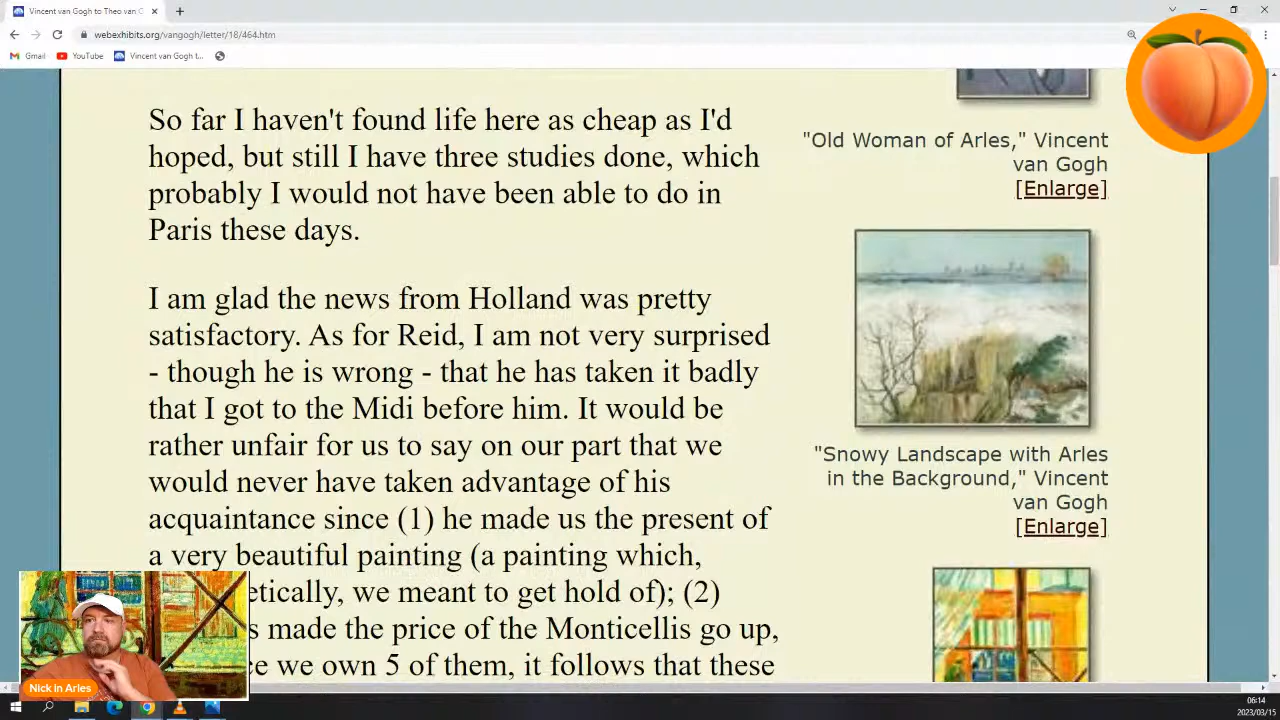 Vincent van Gogh to Theo van G
webexhibits.org/vangogh/letter/18/464.htm
Gmail
YouTube
Vincent van Gogh t...
So far I haven't found life here as cheap as I'd
hoped, but still I have three studies done, which
probably I would not have been able to do in
Paris these days.
I am glad the news from Holland was pretty
satisfactory. As for Reid, I am not very surprised
- though he is wrong - that he has taken it badly
that I got to the Midi before him. It would be
rather unfair for us to say on our part that we
would never have taken advantage of his
acquaintance since (1) he made us the present of
a very beautiful painting (a painting which,
etically, we meant to get hold of); (2)
s made the price of the Monticellis go up,
ce we own 5 of them, it follows that these
"Old Woman of Arles," Vincent
van Gogh
[Enlarge]
"Snowy Landscape with Arles
in the Background," Vincent
van Gogh
[Enlarge]
Nick in Arles
06:14
2023/03/15